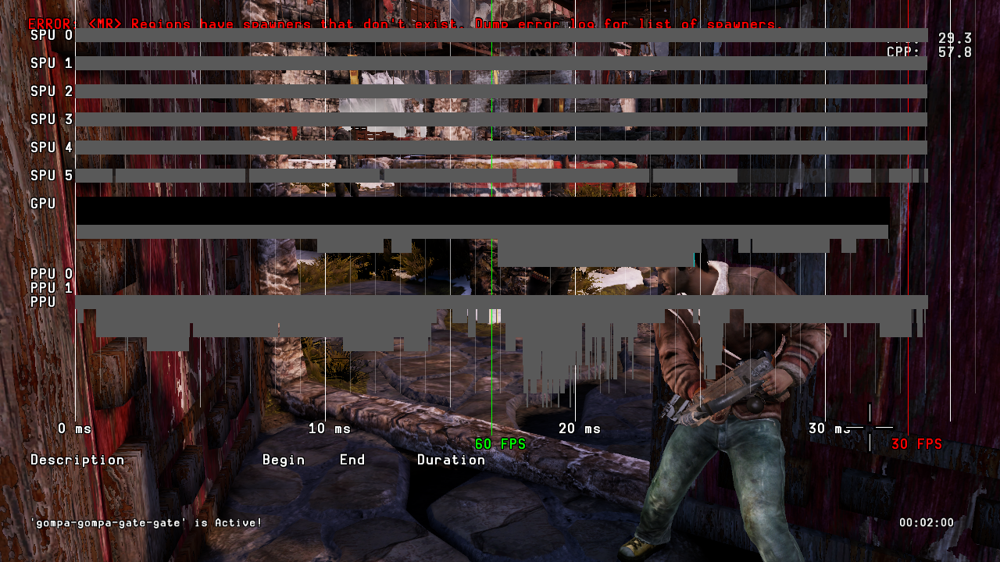 ERROR: <MR> Regions have spawners that don't exist. Dump error log for list of spawners.
SPU 0
29.3
CPP: 57.8
SPU 1
SPU 2
SPU 3
SPU 4
SPU 5
GPU
PPU 0
PPU 1
PPU
0 ms 10 ms 20 ms 30 ms
60 FPS 30 FPS
Description Begin End Duration
'gompa-gompa-gate-gate' is Active! 00:02:00